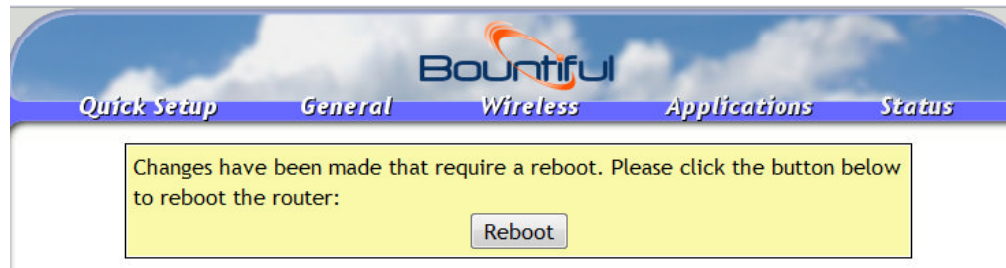 Bountiful
Quick Setup General Wireless Applications Status
Changes have been made that require a reboot. Please click the button below
to reboot the router:
Reboot